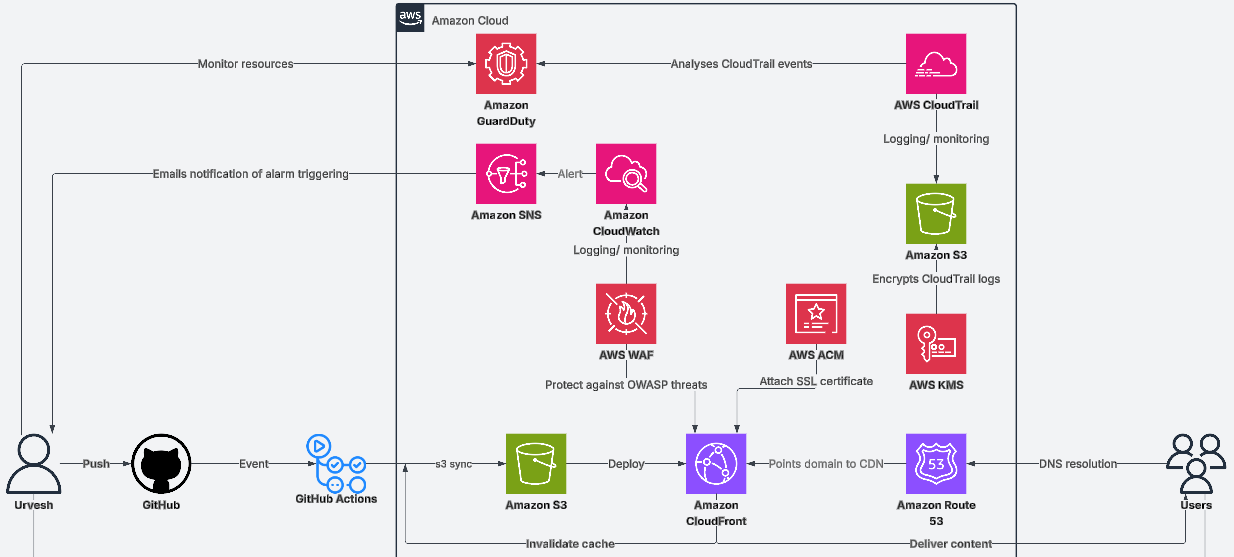 aws
Amazon Cloud
Monitor resources
Analyses CloudTrail events
Amazon
GuardDuty
AWS CloudTrail
Logging/ monitoring
Emails notification of alarm triggering
Alert
Amazon SNS
Amazon
CloudWatch
Logging/ monitoring
Amazon S3
Encrypts CloudTrail logs
AWS WAF
AWS ACM
Protect against OWASP threats
Attach SSL certificate
AWS KMS
Push
Event
s3 sync
Deploy
Points domain to CDN
53
DNS resolution
Urvesh
GitHub
GitHub Actions
Amazon S3
Amazon
CloudFront
Amazon Route
53
Users
Invalidate cache
Deliver content